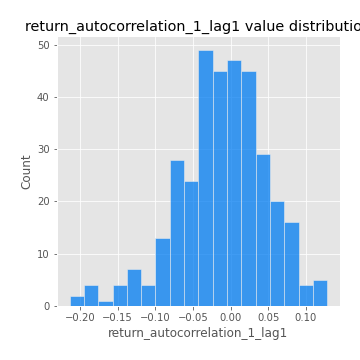 return_autocorrelation_1_lag1 value distributio
50
40
30
20
10
0
Count
−0.20 −0.15 −0.10 −0.05 0.00 0.05 0.10
return_autocorrelation_1_lag1